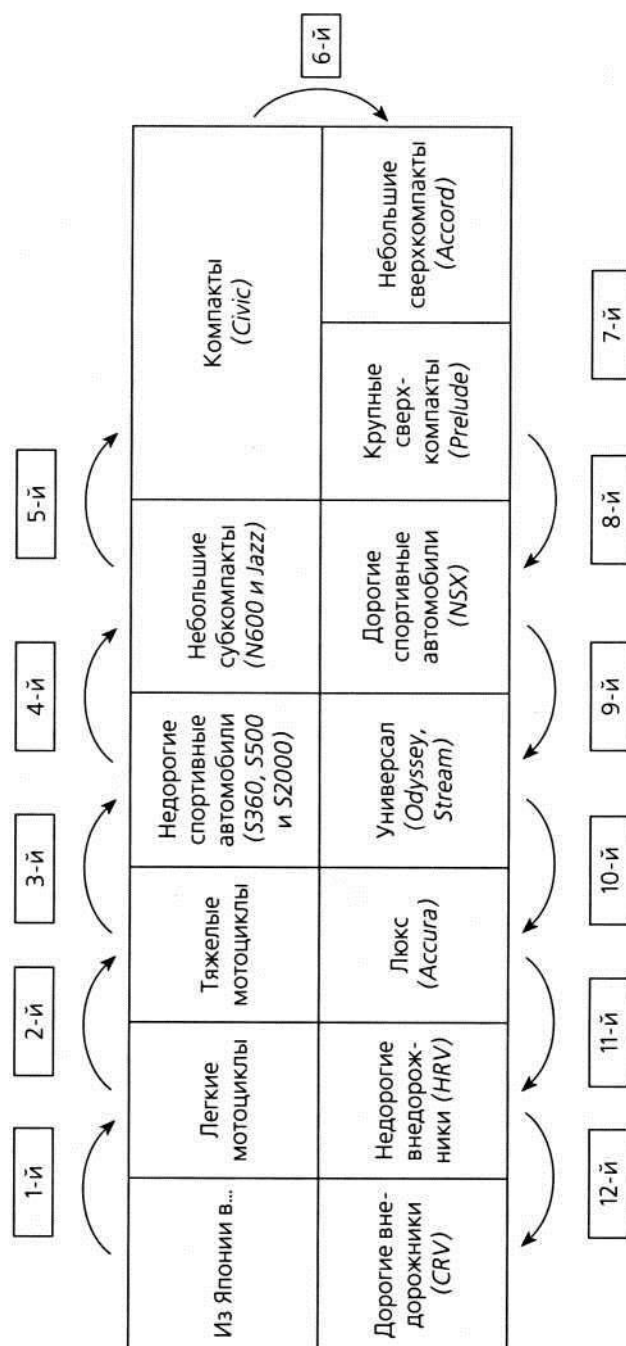 1-й
2-й
3-й
4-й
5-й
6-й
Из Японии в...
Легкие
мотоциклы
Тяжелые
мотоциклы
Недорогие
спортивные
автомобили
(S360, S500
и S2000)
Небольшие
субкомпакты
(N600 и Jazz)
Компакты
(Civic)
Дорогие вне-
дорожники
(CRV)
Недорогие
внедорож-
ники (HRV)
Люкс
(Accura)
Универсал
(Odyssey,
Stream)
Дорогие
спортивные
автомобили
(NSX)
Крупные
сверх-
компакты
(Prelude)
Небольшие
сверхкомпакты
(Accord)
12-й
11-й
10-й
9-й
8-й
7-й